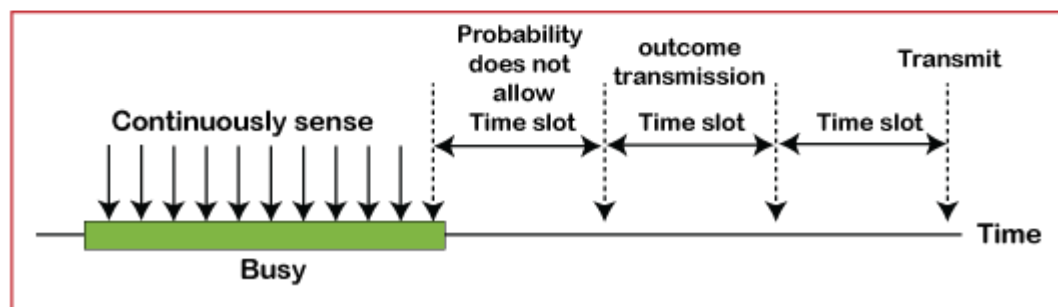 Probability
does not
allow
Time slot
outcome
transmission
Time slot
Transmit
Time slot
Continuously sense
Time
Busy